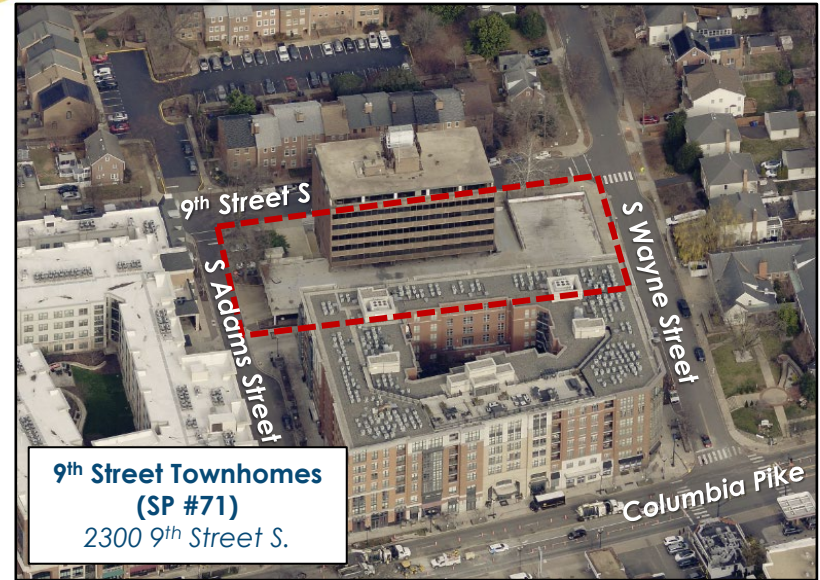 9th Street S
S Adams Street
S Wayne Street
Columbia Pike
9th Street Townhomes
(SP #71)
2300 9th Street S.